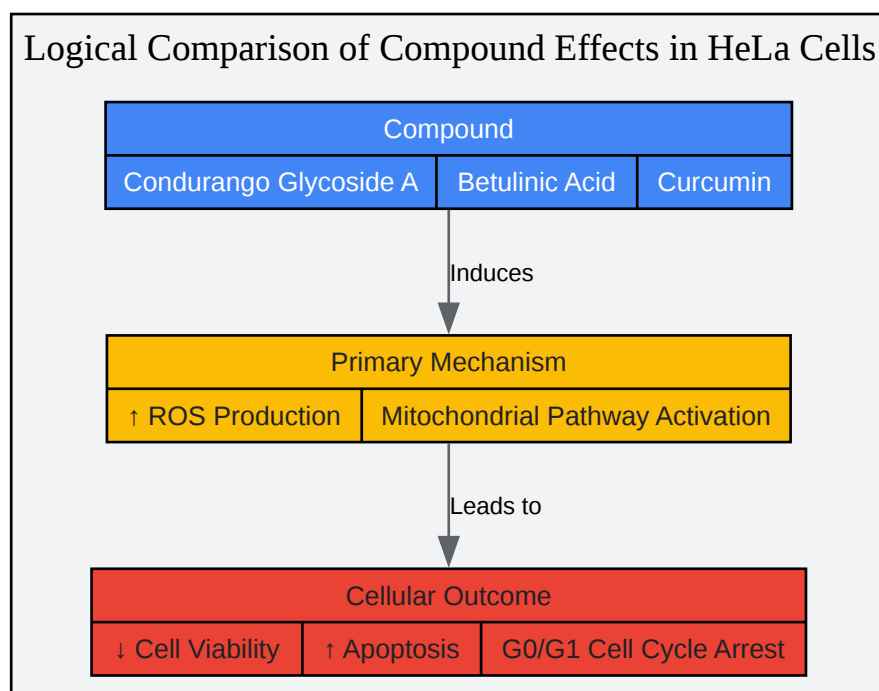 Logical Comparison of Compound Effects in HeLa Cells
Compound
Condurango Glycoside A Betulinic Acid Curcumin
Induces
Primary Mechanism
↑ ROS Production Mitochondrial Pathway Activation
Leads to
Cellular Outcome
↓ Cell Viability ↑ Apoptosis G0/G1 Cell Cycle Arrest